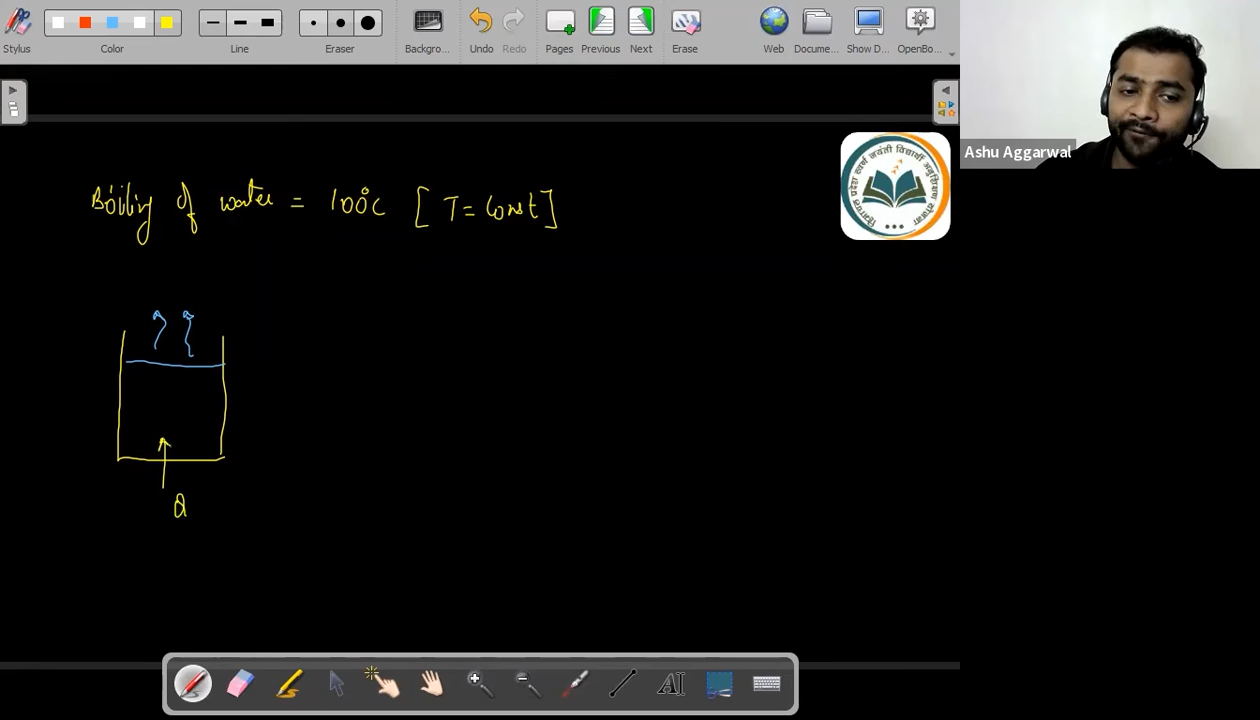 Stylus
Color
Line
Eraser
Backgro...
Undo
Redo
Pages
Previous
Next
Erase
Web
Docume...
Show D...
OpenBo...
Ashu Aggarwal
Boiling of water = 100°C [T = Const]
Q